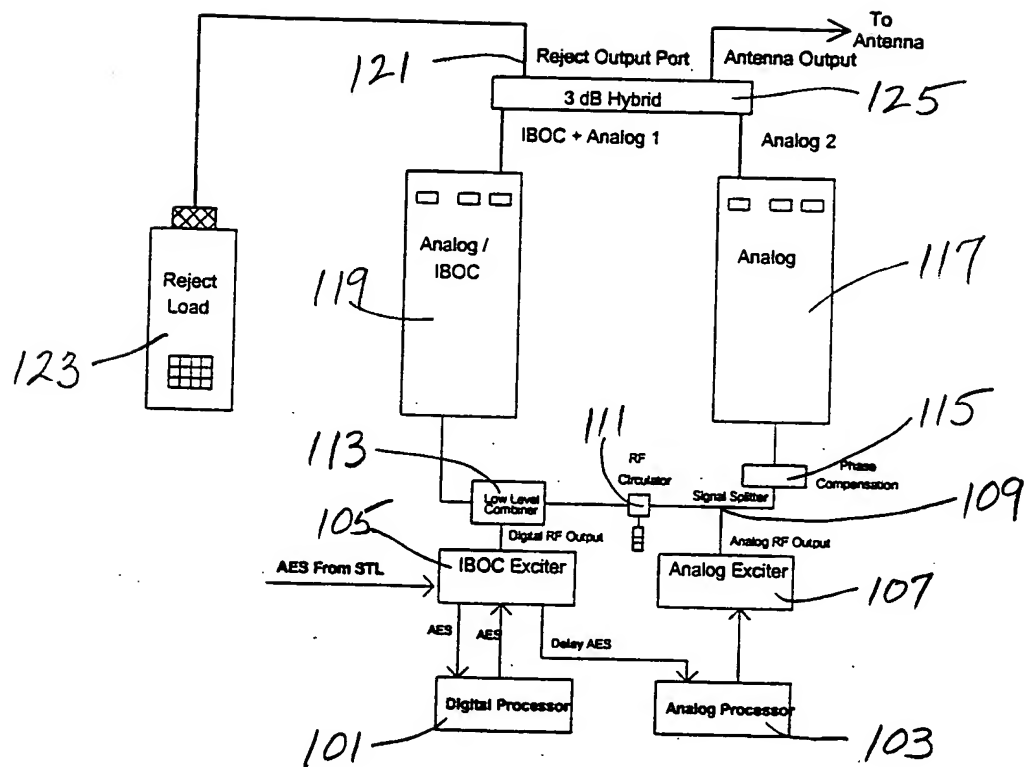 To
Antenna
121
Reject Output Port
Antenna Output
3 dB Hybrid
125
IBOC + Analog 1
Analog 2
Analog /
IBOC
Analog
117
119
Reject
Load
123
113
111
RF
Circulator
115
Phase
Compensation
Low Level
Combiner
Signal Splitter
109
105
Digital RF Output
Analog RF Output
AES From STL
IBOC Exciter
Analog Exciter
107
AES
AES
Delay AES
Digital Processor
Analog Processor
101
103